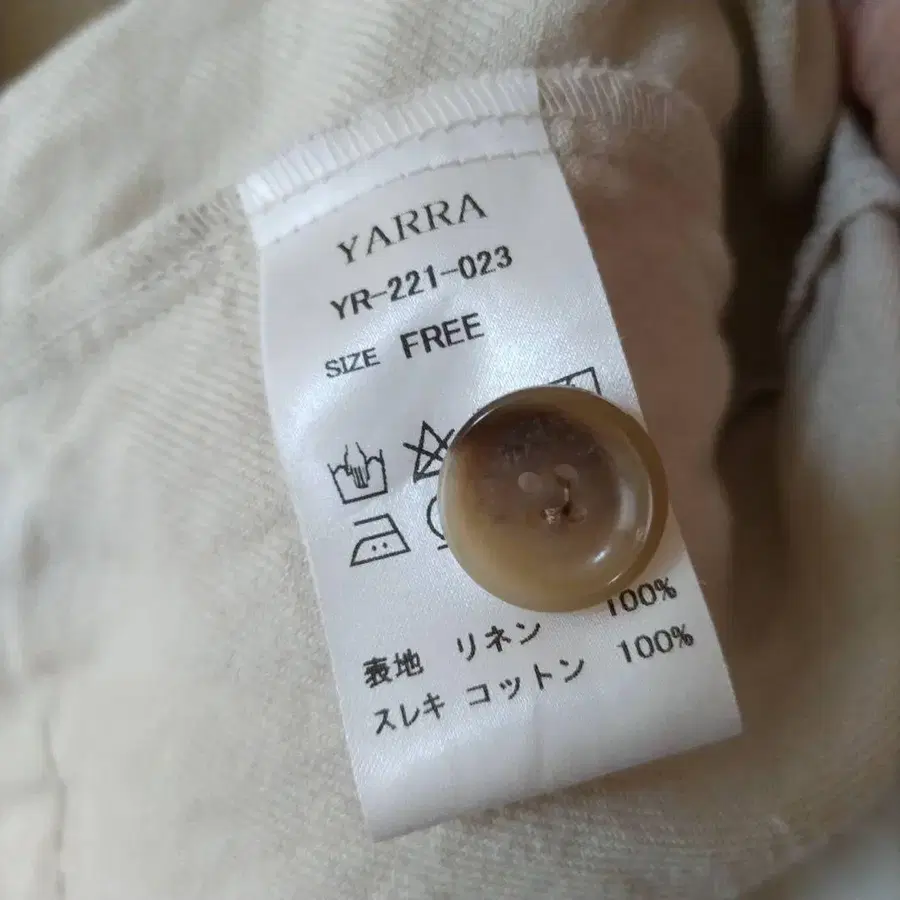 YARRA
YR-221-023
SIZE FREE
表地 リネン 100%
スレキ コットン 100%